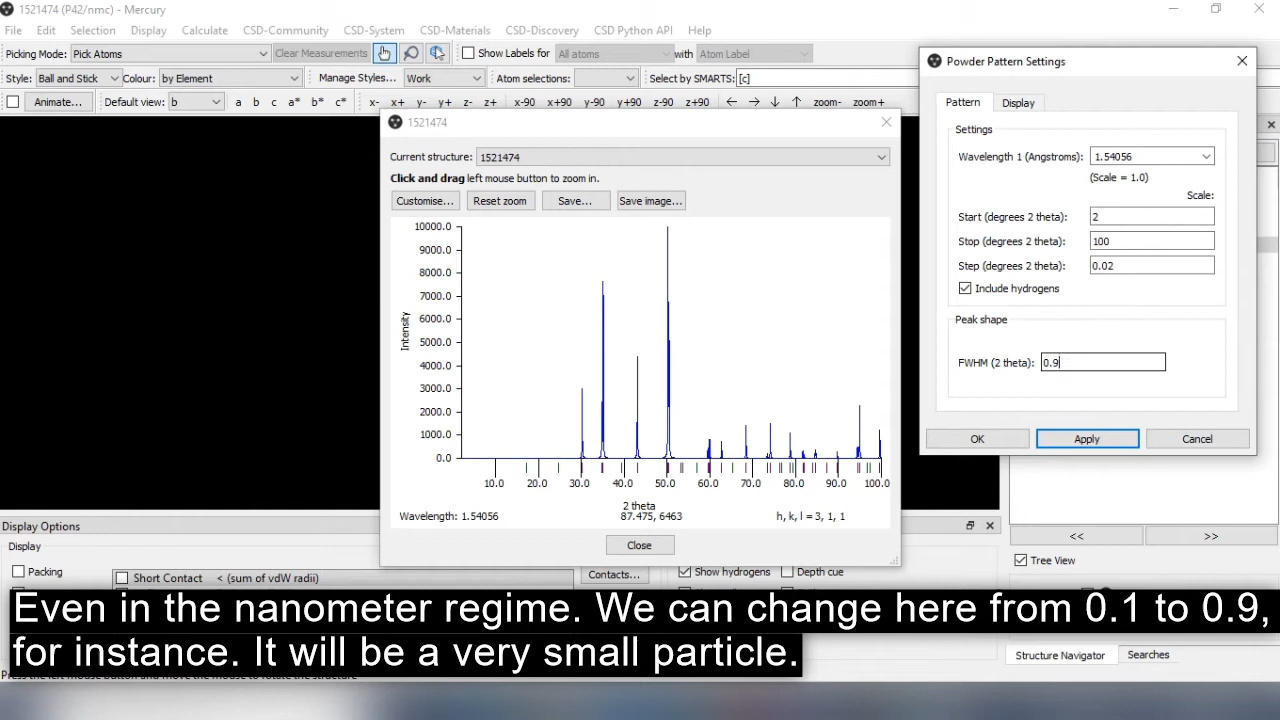 1521474 (P42/nmc) - Mercury
File Edit Selection Display Calculate CSD-Community CSD-System CSD-Materials CSD-Discovery CSD Python API Help
Picking Mode: Pick Atoms Clear Measurements Show Labels for All atoms with Atom Label
Style: Ball and Stick Colour: by Element Manage Styles... Work Atom selections: Select by SMARTS: [c]
Animate... Default view: b a b c a* b* c* x- x+ y- y+ z- z+ x-90 x+90 y-90 y+90 z-90 z+90 zoom- zoom+
1521474
Current structure: 1521474
Click and drag left mouse button to zoom in.
Customise... Reset zoom Save... Save image...
10000.0
9000.0
8000.0
7000.0
6000.0
5000.0
4000.0
3000.0
2000.0
1000.0
0.0
Intensity
10.0 20.0 30.0 40.0 50.0 60.0 70.0 80.0 90.0 100.0
2 theta
Wavelength: 1.54056 87.475, 6463 h, k, l = 3, 1, 1
Close
Powder Pattern Settings
Pattern Display
Settings
Wavelength 1 (Angstroms): 1.54056
(Scale = 1.0)
Scale:
Start (degrees 2 theta): 2
Stop (degrees 2 theta): 100
Step (degrees 2 theta): 0.02
Include hydrogens
Peak shape
FWHM (2 theta): 0.9
OK Apply Cancel
<< >>
Tree View
Structure Navigator Searches
Display Options
Display
Packing Short Contact < (sum of vdW radii) Contacts... Show hydrogens Depth cue
Even in the nanometer regime. We can change here from 0.1 to 0.9,
for instance. It will be a very small particle.